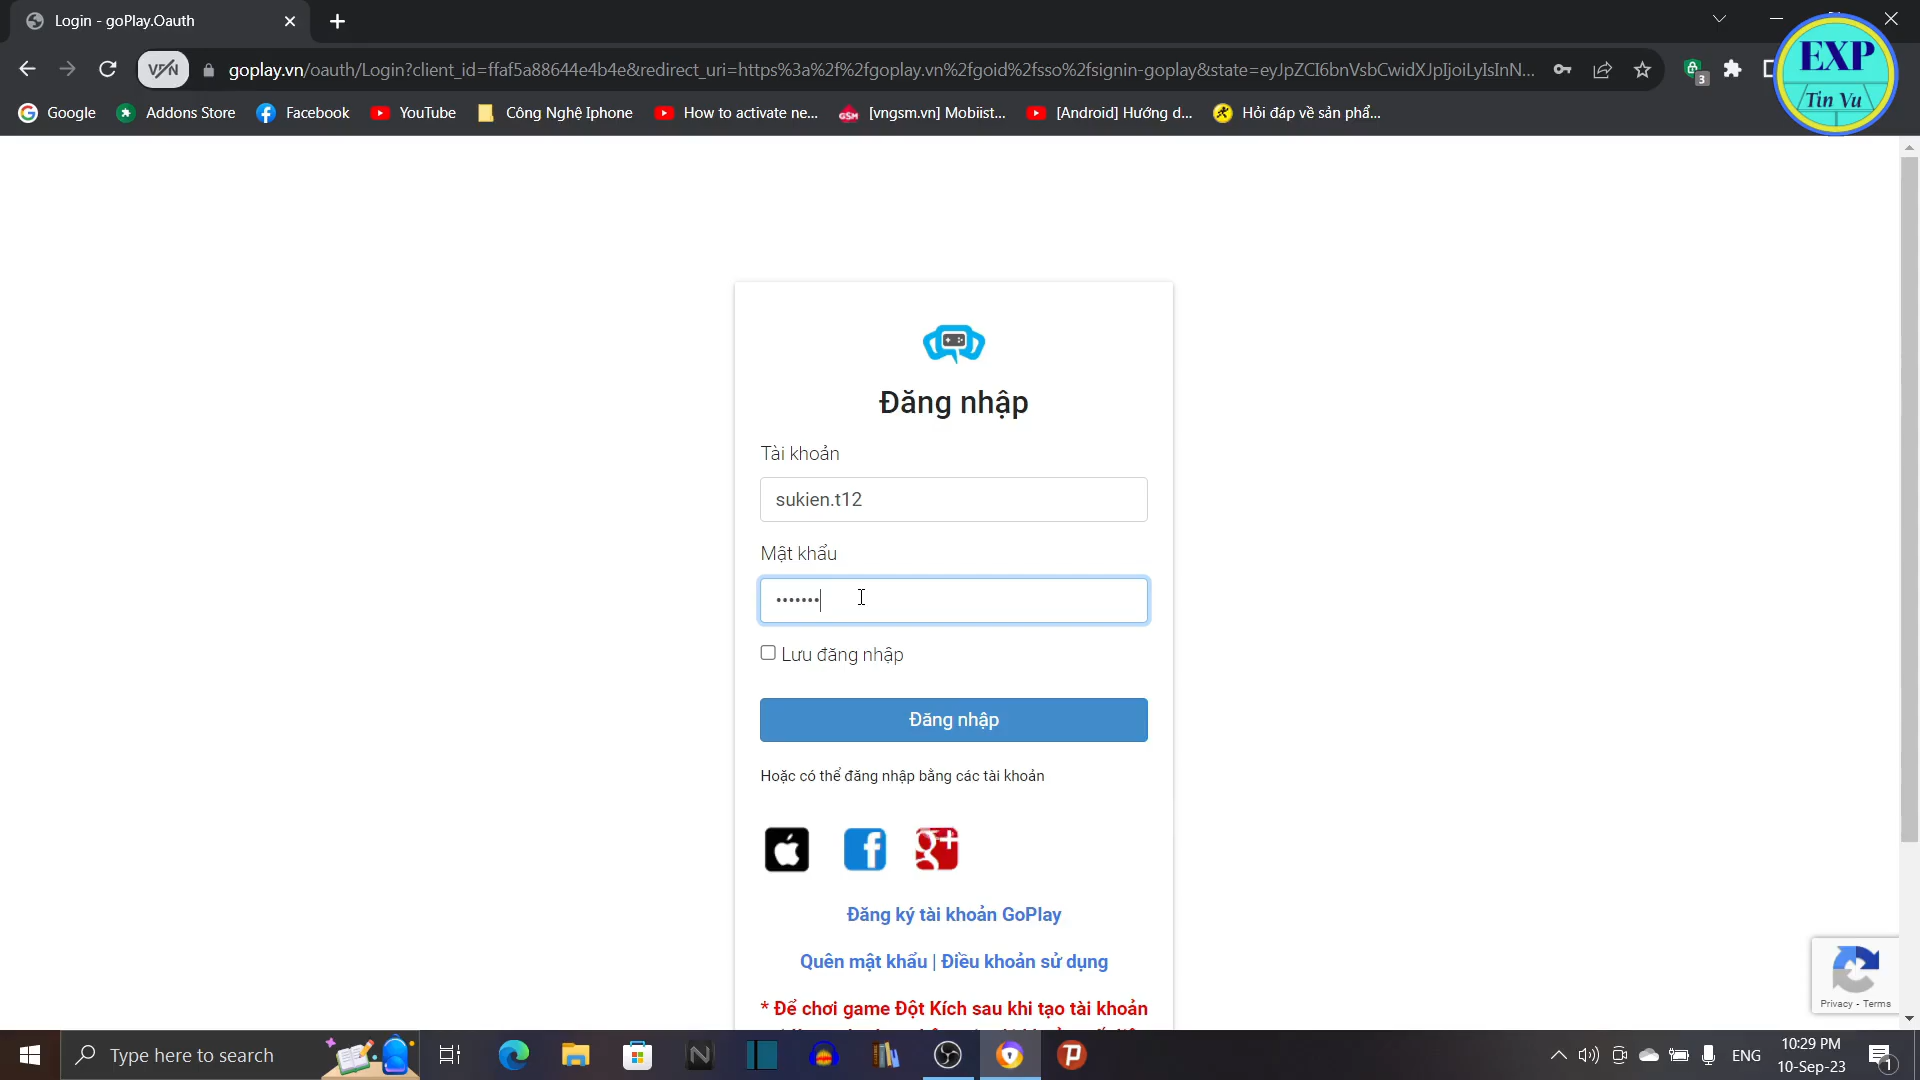 Login - goPlay.Oauth
VPN
goplay.vn/oauth/Login?client_id=ffaf5a88644e4b4e&redirect_uri=https%3a%2f%2fgoplay.vn%2fgoid%2fsso%2fsignin-goplay&state=eyJpZCI6bnVsbCwidXJpIjoiLyIsInN...
3
EXP
Tin Vu
Google
Addons Store
Facebook
YouTube
Công Nghệ Iphone
How to activate ne...
GSM
[vngsm.vn] Mobiist...
[Android] Hướng d...
Hỏi đáp về sản phẩ...
Đăng nhập
Tài khoản
sukien.t12
Mật khẩu
•••••••
Lưu đăng nhập
Đăng nhập
Hoặc có thể đăng nhập bằng các tài khoản
Đăng ký tài khoản GoPlay
Quên mật khẩu | Điều khoản sử dụng
* Để chơi game Đột Kích sau khi tạo tài khoản
Privacy - Terms
Type here to search
ENG
10:29 PM
10-Sep-23
1